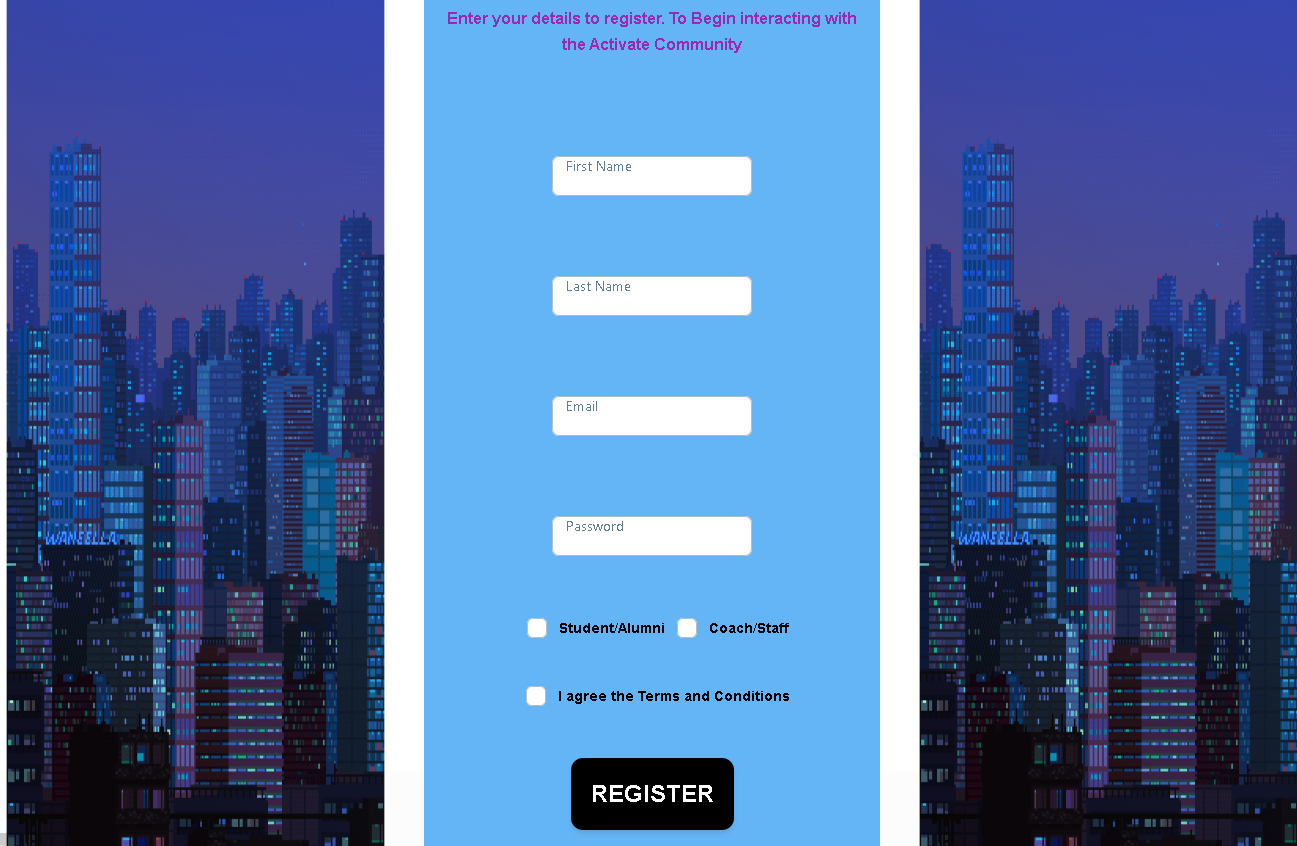 Enter your details to register. To Begin interacting with
the Activate Community
First Name
Last Name
Email
Password
WANEELLA
WANEELLA
Student/Alumni Coach/Staff
I agree the Terms and Conditions
REGISTER